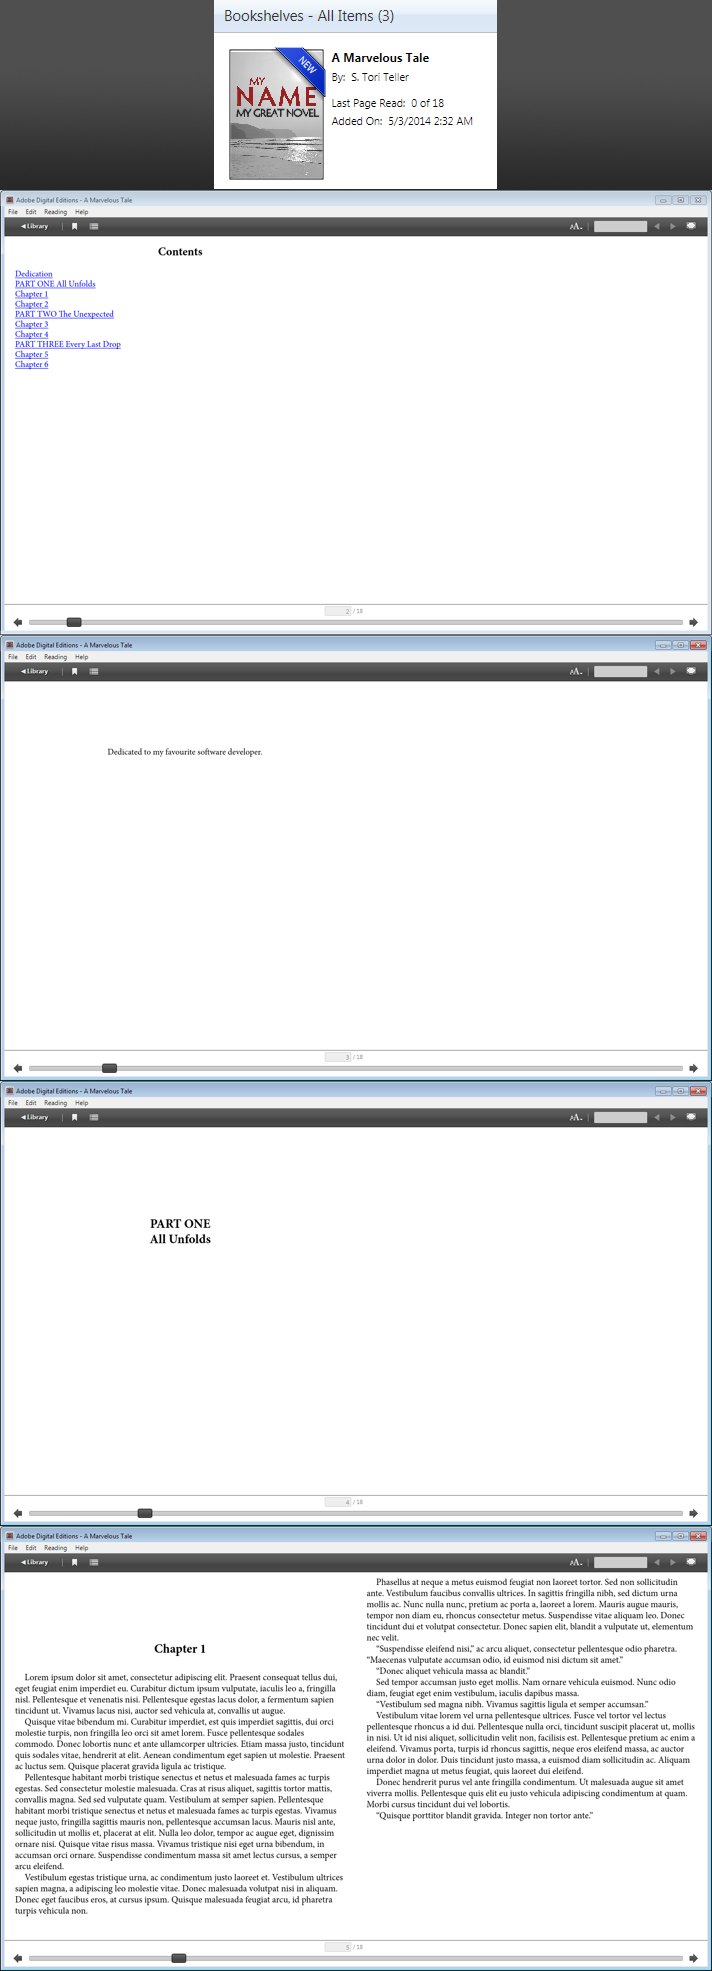 Bookshelves - All Items (3)
NEW
MY
NAME
MY GREAT NOVEL
A Marvelous Tale
By: S. Tori Teller
Last Page Read: 0 of 18
Added On: 5/3/2014 2:32 AM
Adobe Digital Editions - A Marvelous Tale
File Edit Reading Help
Library
AA
Contents
Dedication
PART ONE All Unfolds
Chapter 1
Chapter 2
PART TWO The Unexpected
Chapter 3
Chapter 4
PART THREE Every Last Drop
Chapter 5
Chapter 6
2 / 18
Adobe Digital Editions - A Marvelous Tale
File Edit Reading Help
Library
AA
Dedicated to my favourite software developer.
3 / 18
Adobe Digital Editions - A Marvelous Tale
File Edit Reading Help
Library
AA
PART ONE
All Unfolds
4 / 18
Adobe Digital Editions - A Marvelous Tale
File Edit Reading Help
Library
AA
Chapter 1
Lorem ipsum dolor sit amet, consectetur adipiscing elit. Praesent consequat tellus dui,
eget feugiat enim imperdiet eu. Curabitur dictum ipsum vulputate, iaculis leo a, fringilla
nisl. Pellentesque et venenatis nisi. Pellentesque egestas lacus dolor, a fermentum sapien
tincidunt ut. Vivamus lacus nisi, auctor sed vehicula at, convallis ut augue.
Quisque vitae bibendum mi. Curabitur imperdiet, est quis imperdiet sagittis, dui orci
molestie turpis, non fringilla leo orci sit amet lorem. Fusce pellentesque sodales
commodo. Donec lobortis nunc et ante ullamcorper ultricies. Etiam massa justo, tincidunt
quis sodales vitae, hendrerit at elit. Aenean condimentum eget sapien ut molestie. Praesent
ac luctus sem. Quisque placerat gravida ligula ac tristique.
Pellentesque habitant morbi tristique senectus et netus et malesuada fames ac turpis
egestas. Sed consectetur molestie malesuada. Cras at risus aliquet, sagittis tortor mattis,
convallis magna. Sed sed vulputate quam. Vestibulum at semper sapien. Pellentesque
habitant morbi tristique senectus et netus et malesuada fames ac turpis egestas. Vivamus
neque justo, fringilla sagittis mauris non, pellentesque accumsan lacus. Mauris nisl ante,
sollicitudin ut mollis et, placerat at elit. Nulla leo dolor, tempor ac augue eget, dignissim
ornare nisi. Quisque vitae risus massa. Vivamus tristique nisi eget urna bibendum, in
accumsan orci ornare. Suspendisse condimentum massa sit amet lectus cursus, a semper
arcu eleifend.
Vestibulum egestas tristique urna, ac condimentum justo laoreet et. Vestibulum ultrices
sapien magna, a adipiscing leo molestie vitae. Donec malesuada volutpat nisi in aliquam.
Donec eget faucibus eros, at cursus ipsum. Quisque malesuada feugiat arcu, id pharetra
turpis vehicula non.
Phasellus at neque a metus euismod feugiat non laoreet tortor. Sed non sollicitudin
ante. Vestibulum faucibus convallis ultrices. In sagittis fringilla nibh, sed dictum urna
mollis ac. Nunc nulla nunc, pretium ac porta a, laoreet a lorem. Mauris augue mauris,
tempor non diam eu, rhoncus consectetur metus. Suspendisse vitae aliquam leo. Donec
tincidunt dui et volutpat consectetur. Donec sapien elit, blandit a vulputate ut, elementum
nec velit.
“Suspendisse eleifend nisi,” ac arcu aliquet, consectetur pellentesque odio pharetra.
“Maecenas vulputate accumsan odio, id euismod nisi dictum sit amet.”
“Donec aliquet vehicula massa ac blandit.”
Sed tempor accumsan justo eget mollis. Nam ornare vehicula euismod. Nunc odio
diam, feugiat eget enim vestibulum, iaculis dapibus massa.
“Vestibulum sed magna nibh. Vivamus sagittis ligula et semper accumsan.”
Vestibulum vitae lorem vel urna pellentesque ultrices. Fusce vel tortor vel lectus
pellentesque rhoncus a id dui. Pellentesque nulla orci, tincidunt suscipit placerat ut, mollis
in nisi. Ut id nisi aliquet, sollicitudin velit non, facilisis est. Pellentesque pretium ac enim a
eleifend. Vivamus porta, turpis id rhoncus sagittis, neque eros eleifend massa, ac auctor
urna dolor in dolor. Duis tincidunt justo massa, a euismod diam sollicitudin ac. Aliquam
imperdiet magna ut metus feugiat, quis laoreet dui eleifend.
Donec hendrerit purus vel ante fringilla condimentum. Ut malesuada augue sit amet
viverra mollis. Pellentesque quis elit eu justo vehicula adipiscing condimentum at quam.
Morbi cursus tincidunt dui vel lobortis.
“Quisque porttitor blandit gravida. Integer non tortor ante.”
5 / 18